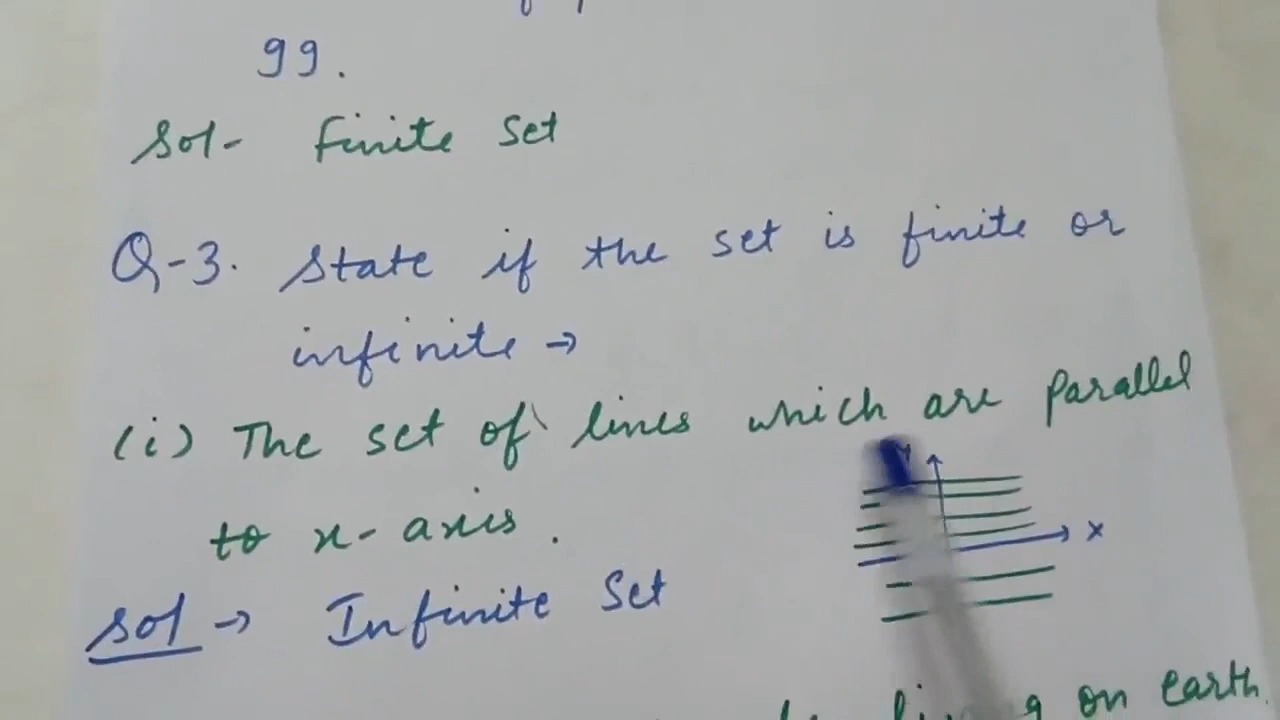 99.
Sol- Finite Set
Q-3. State if the set is finite or
infinite →
(i) The set of lines which are parallel
to x-axis.
X
Sol → Infinite Set
living on earth.